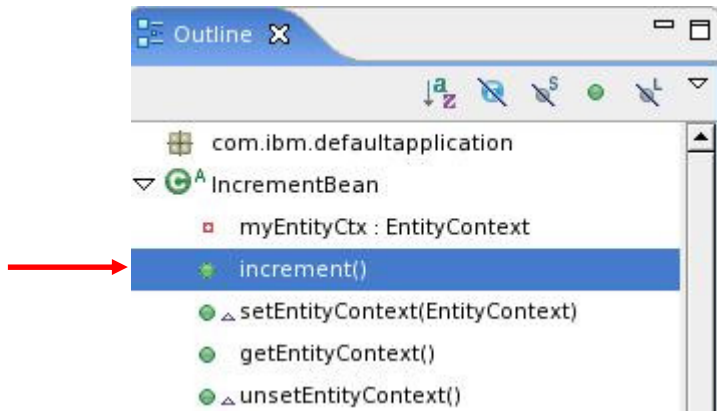 Outline
a
z
S
L
com.ibm.defaultapplication
C A IncrementBean
myEntityCtx : EntityContext
increment()
setEntityContext(EntityContext)
getEntityContext()
unsetEntityContext()